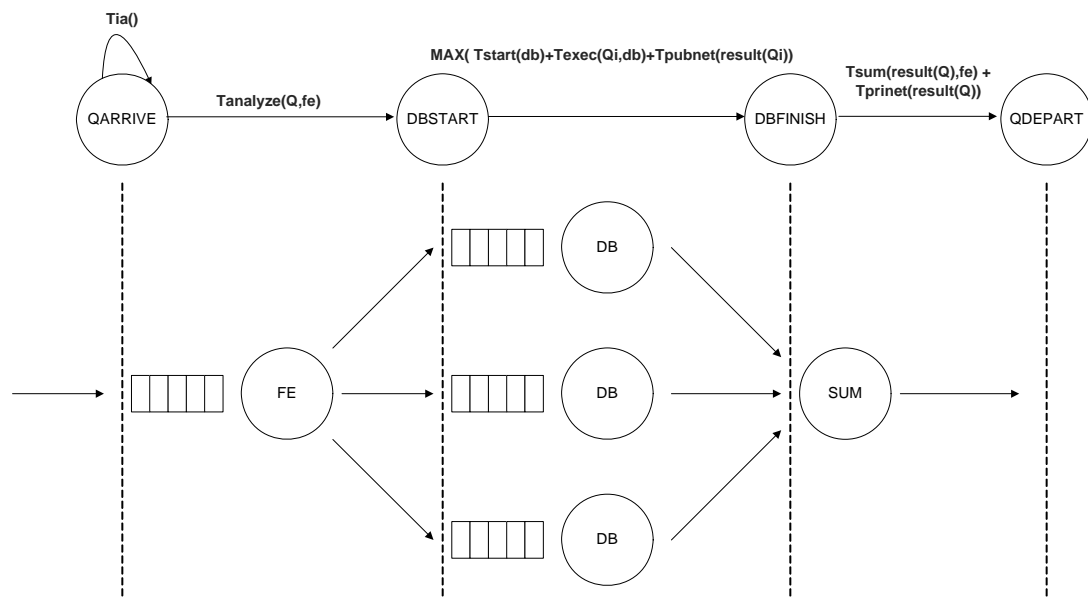 Tia()
MAX( Tstart(db)+Texec(Qi,db)+Tpubnet(result(Qi))
Tsum(result(Q),fe) +
Tprinet(result(Q))
Tanalyze(Q,fe)
QARRIVE
DBSTART
DBFINISH
QDEPART
DB
FE
DB
SUM
DB